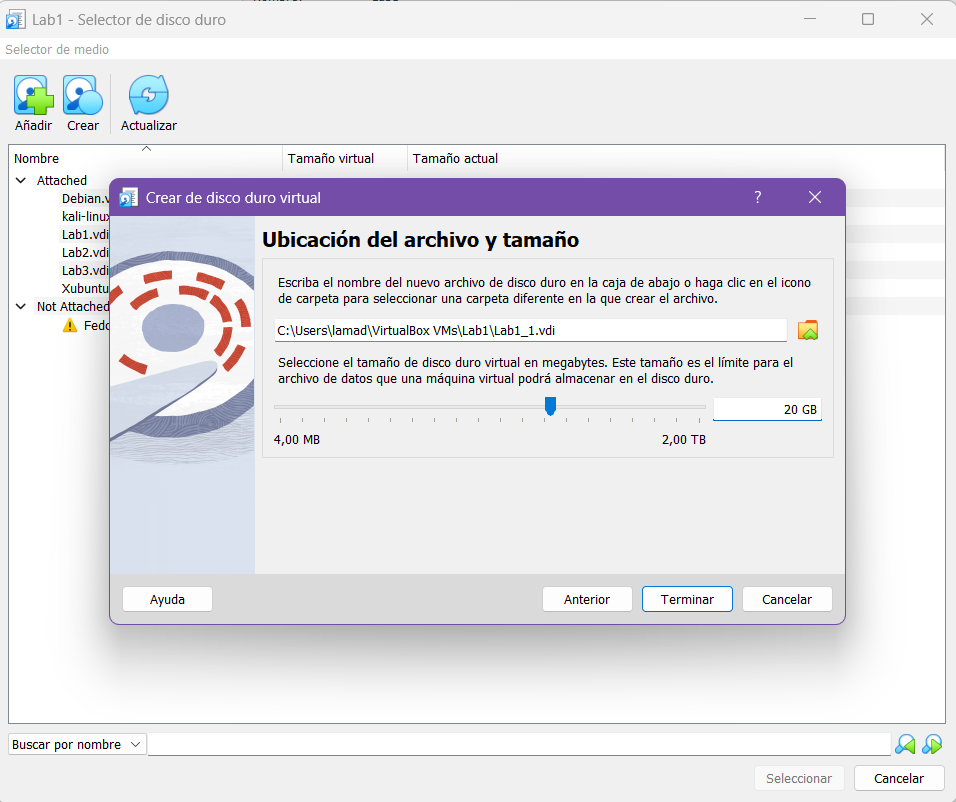 Lab1 - Selector de disco duro
Selector de medio
Añadir
Crear
Actualizar
Nombre
Tamaño virtual
Tamaño actual
Attached
Debian.v
kali-linux
Lab1.vdi
Lab2.vdi
Lab3.vdi
Xubuntu
Not Attached
Fedo
Crear de disco duro virtual
?
Ubicación del archivo y tamaño
Escriba el nombre del nuevo archivo de disco duro en la caja de abajo o haga clic en el icono
de carpeta para seleccionar una carpeta diferente en la que crear el archivo.
C:\Users\lamad\VirtualBox VMs\Lab1\Lab1_1.vdi
Seleccione el tamaño de disco duro virtual en megabytes. Este tamaño es el límite para el
archivo de datos que una máquina virtual podrá almacenar en el disco duro.
20 GB
4,00 MB
2,00 TB
Ayuda
Anterior
Terminar
Cancelar
Buscar por nombre
Seleccionar
Cancelar